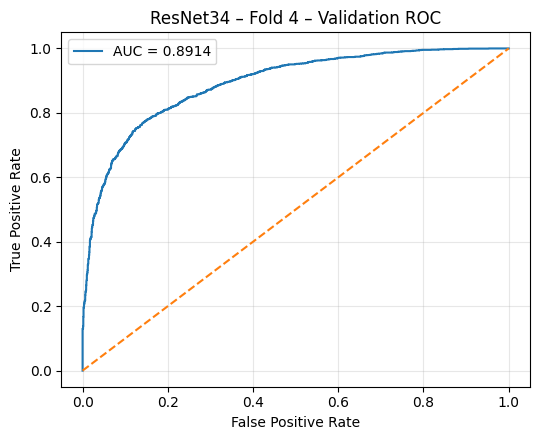 ResNet34 – Fold 4 – Validation ROC
AUC = 0.8914
True Positive Rate
1.0
0.8
0.6
0.4
0.2
0.0
0.0 0.2 0.4 0.6 0.8 1.0
False Positive Rate